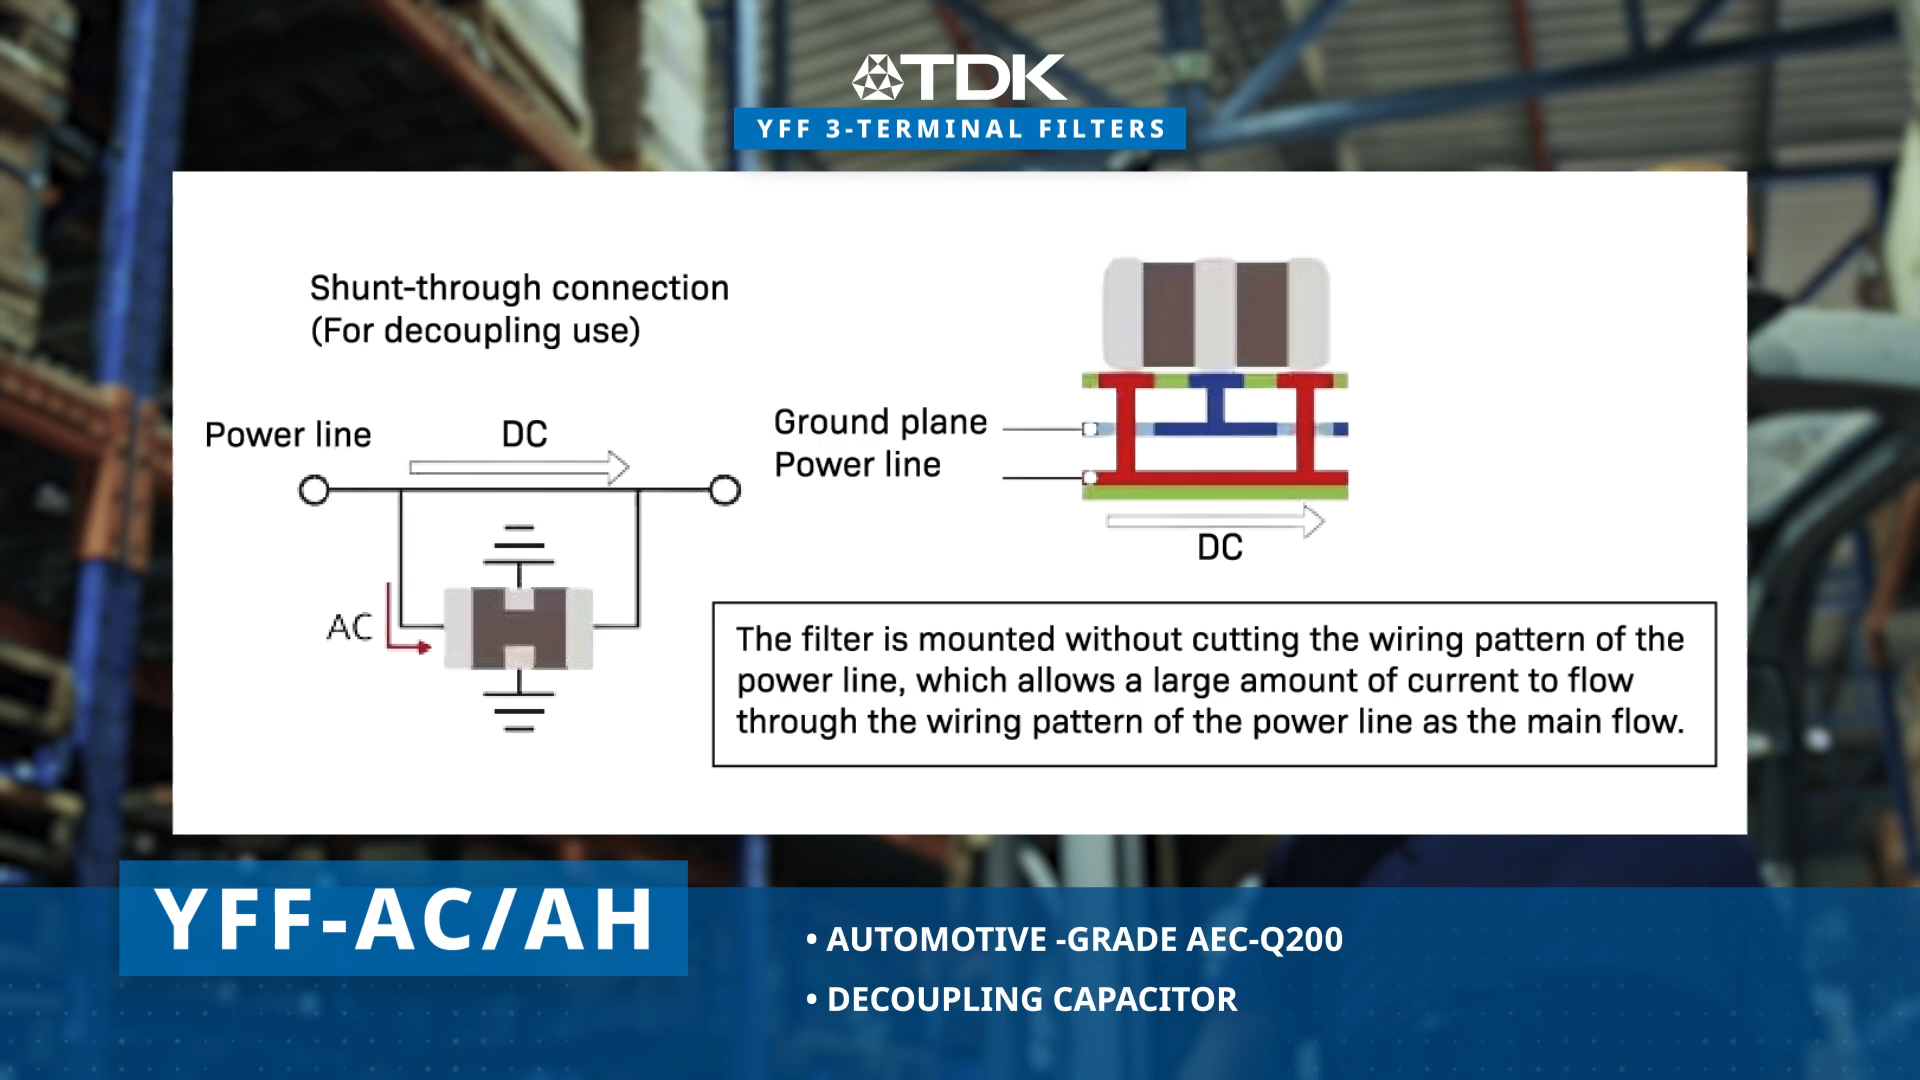 TDK
YFF 3-TERMINAL FILTERS
Shunt-through connection
(For decoupling use)
Power line
DC
AC
Ground plane
Power line
DC
The filter is mounted without cutting the wiring pattern of the
power line, which allows a large amount of current to flow
through the wiring pattern of the power line as the main flow.
YFF-AC/AH
• AUTOMOTIVE -GRADE AEC-Q200
• DECOUPLING CAPACITOR